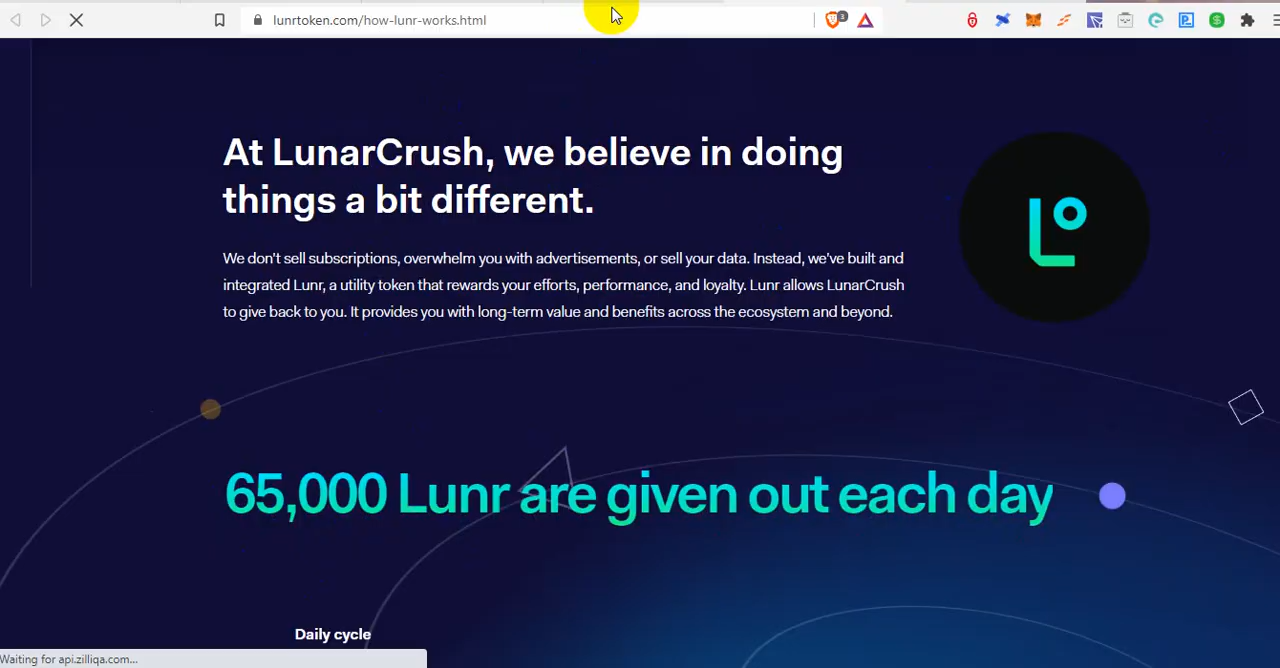 lunrtoken.com/how-lunr-works.html
3
At LunarCrush, we believe in doing
things a bit different.
We don't sell subscriptions, overwhelm you with advertisements, or sell your data. Instead, we've built and
integrated Lunr, a utility token that rewards your efforts, performance, and loyalty. Lunr allows LunarCrush
to give back to you. It provides you with long-term value and benefits across the ecosystem and beyond.
65,000 Lunr are given out each day
Daily cycle
Waiting for api.zilliqa.com...